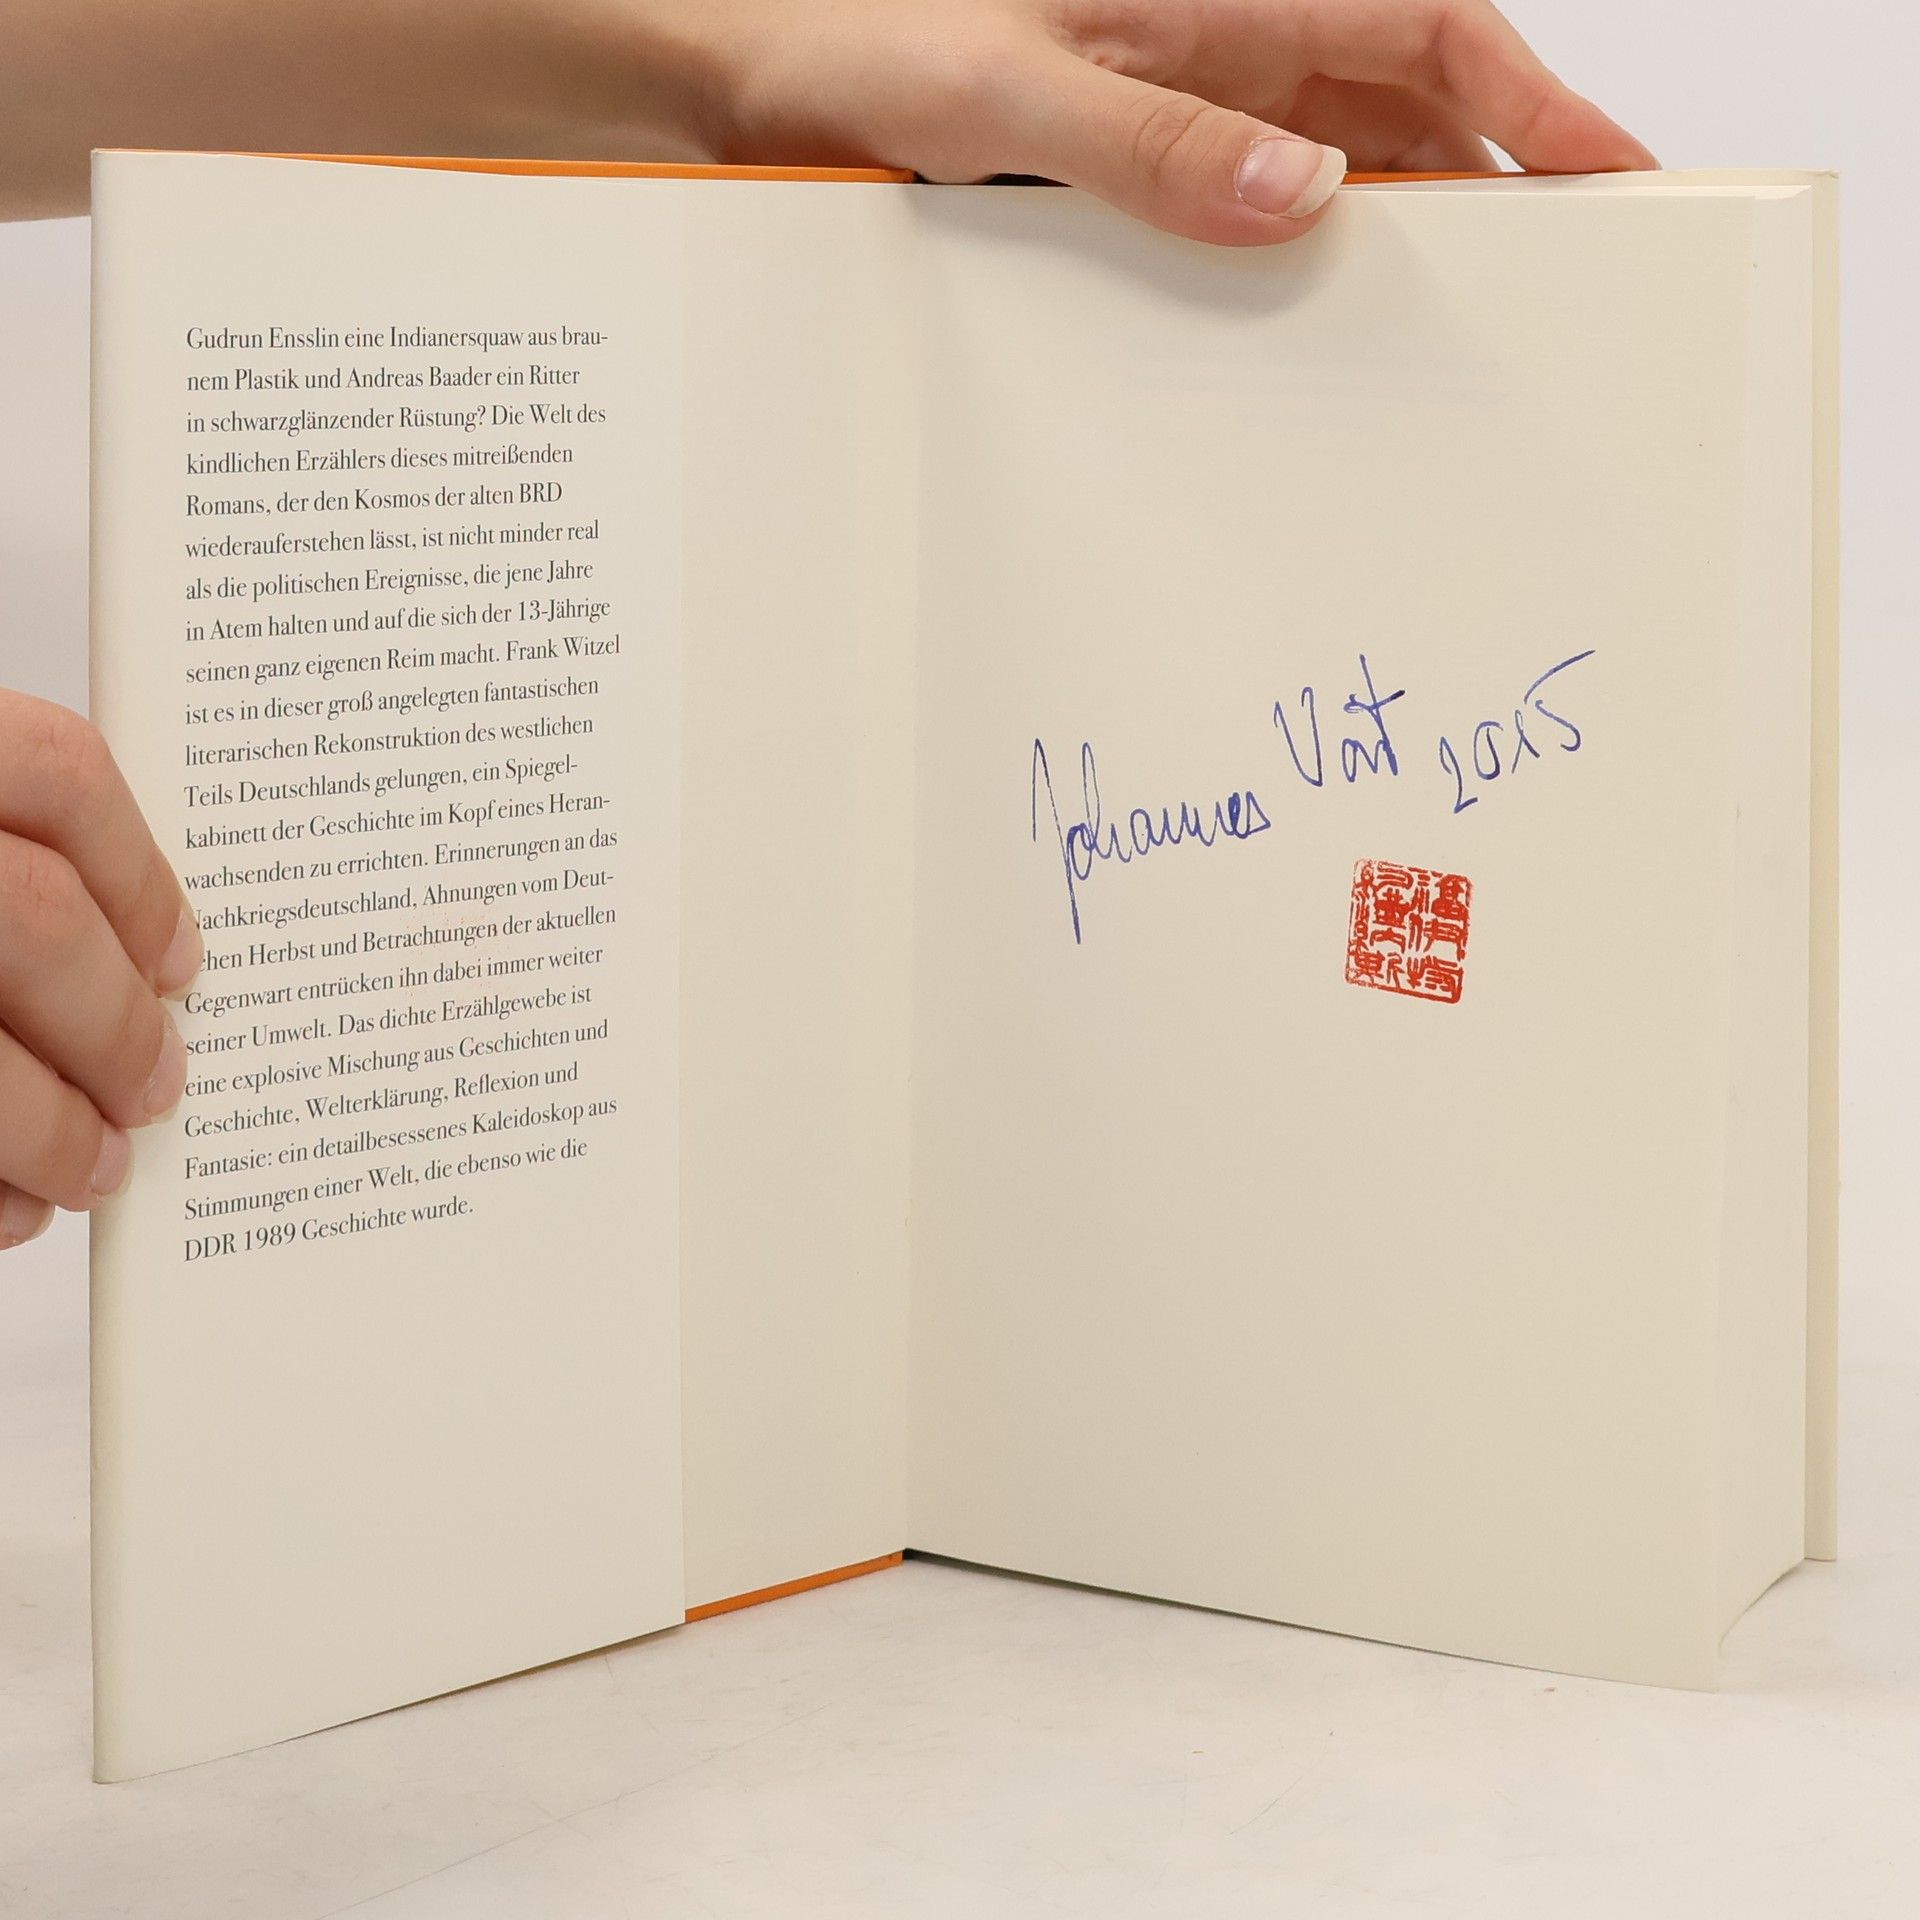 Gudrun Ensslin eine Indianersquaw aus brau-
nem Plastik und Andreas Baader ein Ritter
in schwarzglänzender Rüstung? Die Welt des
kindlichen Erzählers dieses mitreißenden
Romans, der den Kosmos der alten BRD
wiederauferstehen lässt, ist nicht minder real
als die politischen Ereignisse, die jene Jahre
in Atem halten und auf die sich der 13-Jährige
seinen ganz eigenen Reim macht. Frank Witzel
ist es in dieser groß angelegten fantastischen
literarischen Rekonstruktion des westlichen
Teils Deutschlands gelungen, ein Spiegel-
kabinett der Geschichte im Kopf eines Heran-
wachsenden zu errichten. Erinnerungen an das
Nachkriegsdeutschland, Ahnungen vom Deut-
chen Herbst und Betrachtungen der aktuellen
Gegenwart entrücken ihn dabei immer weiter
seiner Umwelt. Das dichte Erzählgewebe ist
eine explosive Mischung aus Geschichten und
Geschichte, Welterklärung, Reflexion und
Fantasie: ein detailbesessenes Kaleidoskop aus
Stimmungen einer Welt, die ebenso wie die
DDR 1989 Geschichte wurde.
Johannes 2015